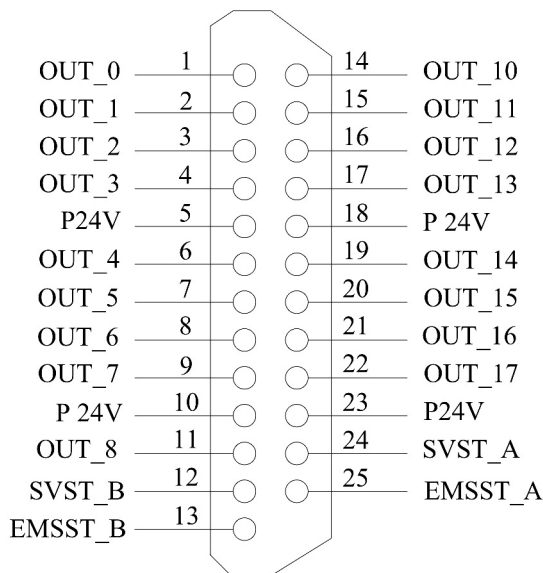 OUT_0 1 14 OUT_10
OUT_1 2 15 OUT_11
OUT_2 3 16 OUT_12
OUT_3 4 17 OUT_13
P24V 5 18 P 24V
OUT_4 6 19 OUT_14
OUT_5 7 20 OUT_15
OUT_6 8 21 OUT_16
OUT_7 9 22 OUT_17
P 24V 10 23 P24V
OUT_8 11 24 SVST_A
SVST_B 12 25 EMSST_A
EMSST_B 13